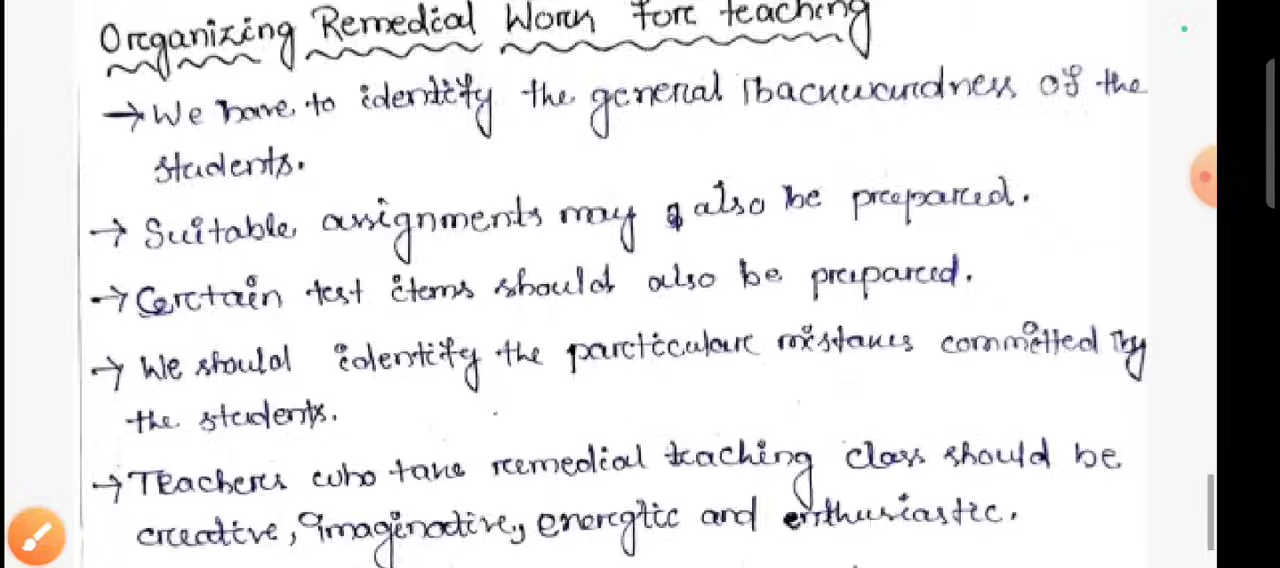 Organizing Remedial Work for teaching
→ We have to identify the general backwardness of the
students.
→ Suitable assignments may also be prepared.
→ Certain test items should also be prepared.
→ We should identify the particular mistakes committed by
the students.
→ Teachers who take remedial teaching class should be
creative, imaginative, energtic and enthusiastic.